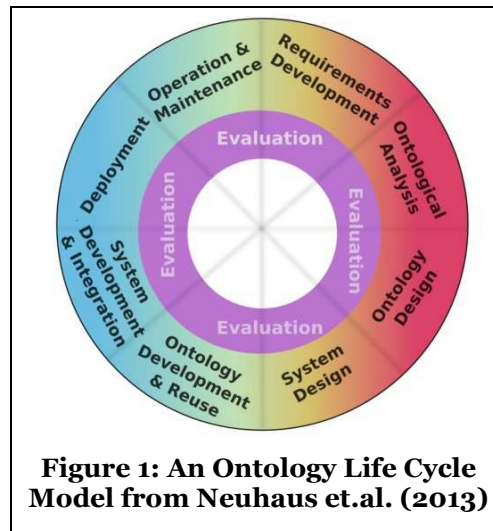 Requirements
Development
Ontological
Analysis
Ontology
Design
System
Design
Ontology
Development
& Reuse
System
Development
& Integration
Deployment
Operation &
Maintenance
Evaluation
Evaluation
Evaluation
Evaluation
Figure 1: An Ontology Life Cycle
Model from Neuhaus et.al. (2013)